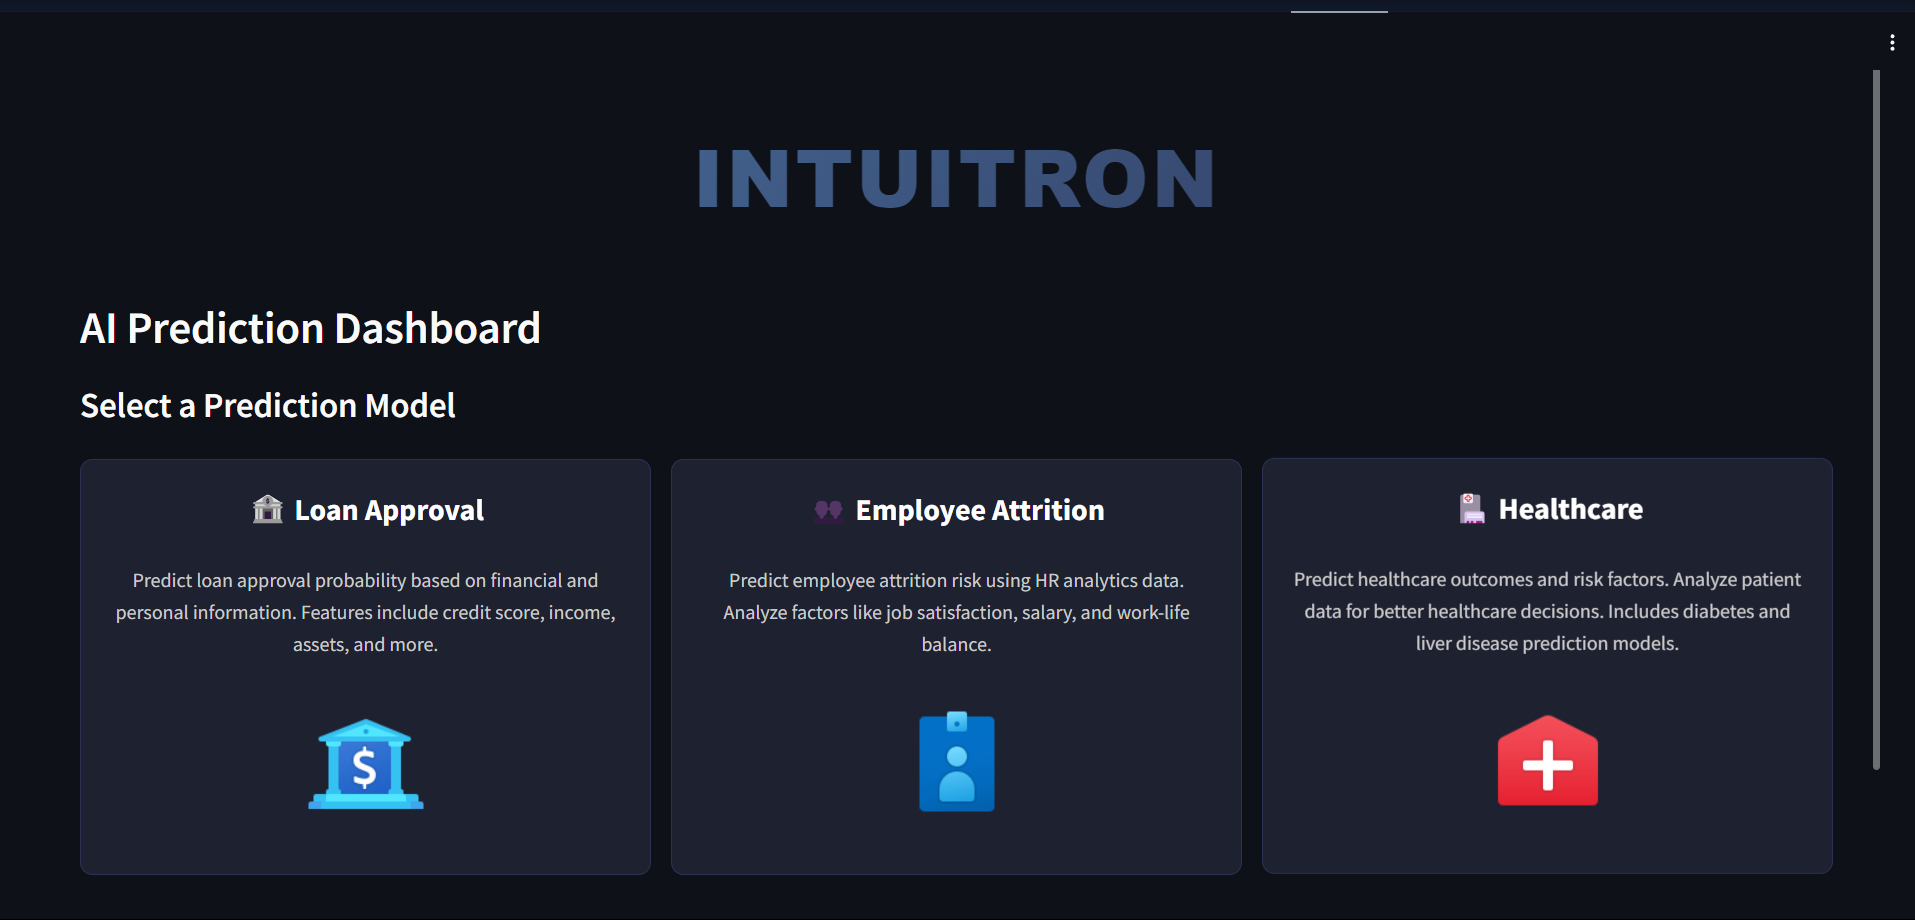 INTUITRON
AI Prediction Dashboard
Select a Prediction Model
Loan Approval
Predict loan approval probability based on financial and
personal information. Features include credit score, income,
assets, and more.
$
Employee Attrition
Predict employee attrition risk using HR analytics data.
Analyze factors like job satisfaction, salary, and work-life
balance.
Healthcare
Predict healthcare outcomes and risk factors. Analyze patient
data for better healthcare decisions. Includes diabetes and
liver disease prediction models.